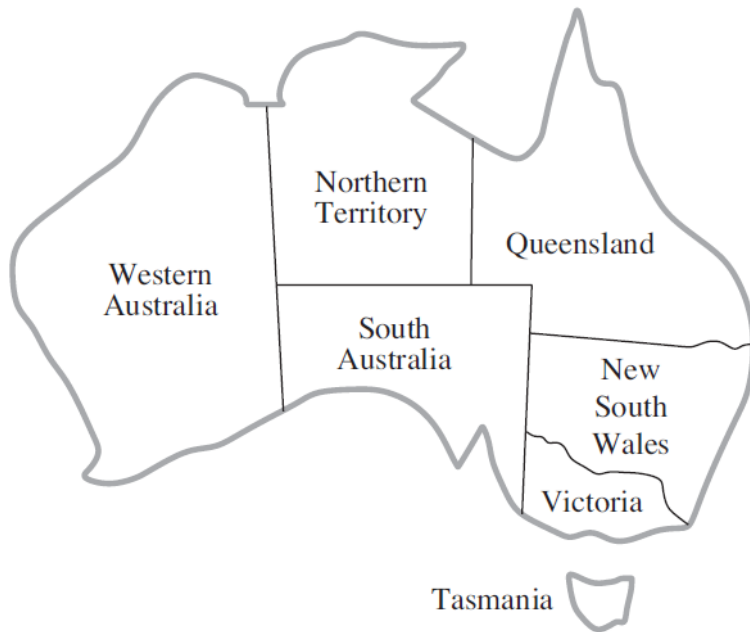 Northern
Territory
Queensland
Western
Australia
South
Australia
New
South
Wales
Victoria
Tasmania